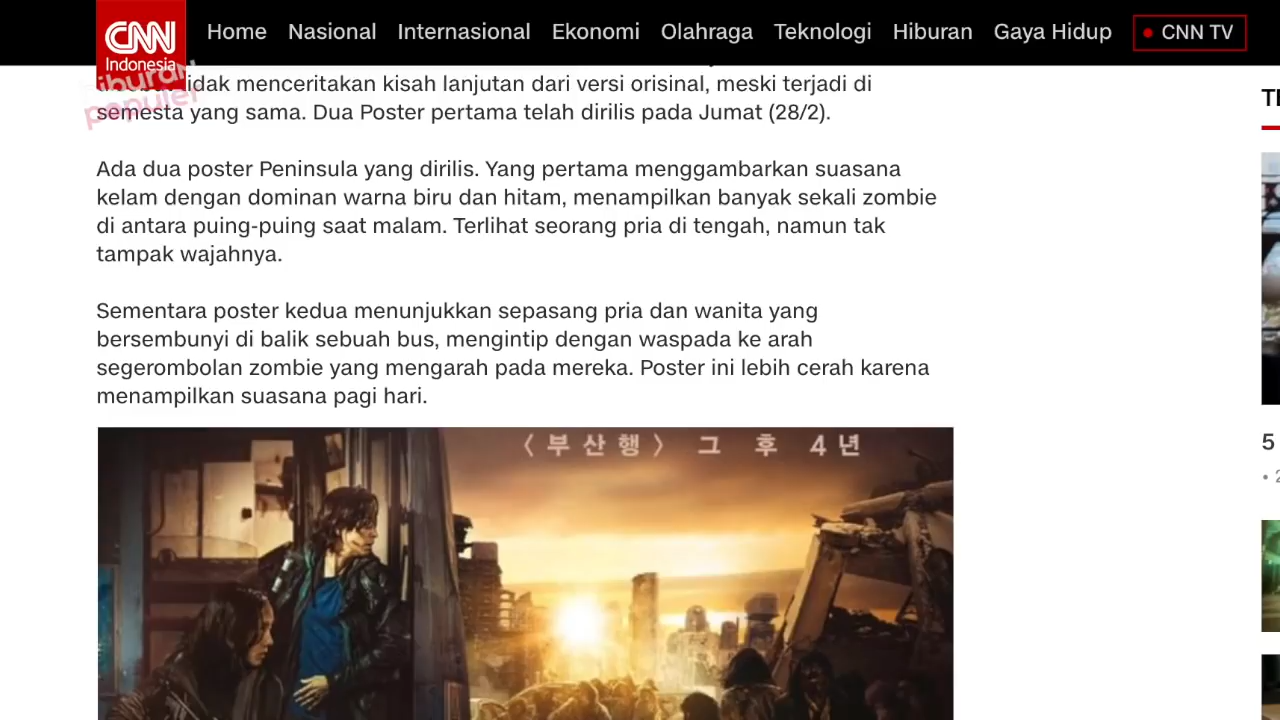 CNN
Indonesia
Home Nasional Internasional Ekonomi Olahraga Teknologi Hiburan Gaya Hidup CNN TV
hiburan
populer
idak menceritakan kisah lanjutan dari versi orisinal, meski terjadi di
semesta yang sama. Dua Poster pertama telah dirilis pada Jumat (28/2).
Ada dua poster Peninsula yang dirilis. Yang pertama menggambarkan suasana
kelam dengan dominan warna biru dan hitam, menampilkan banyak sekali zombie
di antara puing-puing saat malam. Terlihat seorang pria di tengah, namun tak
tampak wajahnya.
Sementara poster kedua menunjukkan sepasang pria dan wanita yang
bersembunyi di balik sebuah bus, mengintip dengan waspada ke arah
segerombolan zombie yang mengarah pada mereka. Poster ini lebih cerah karena
menampilkan suasana pagi hari.
〈부산행〉 그 후 4년
5